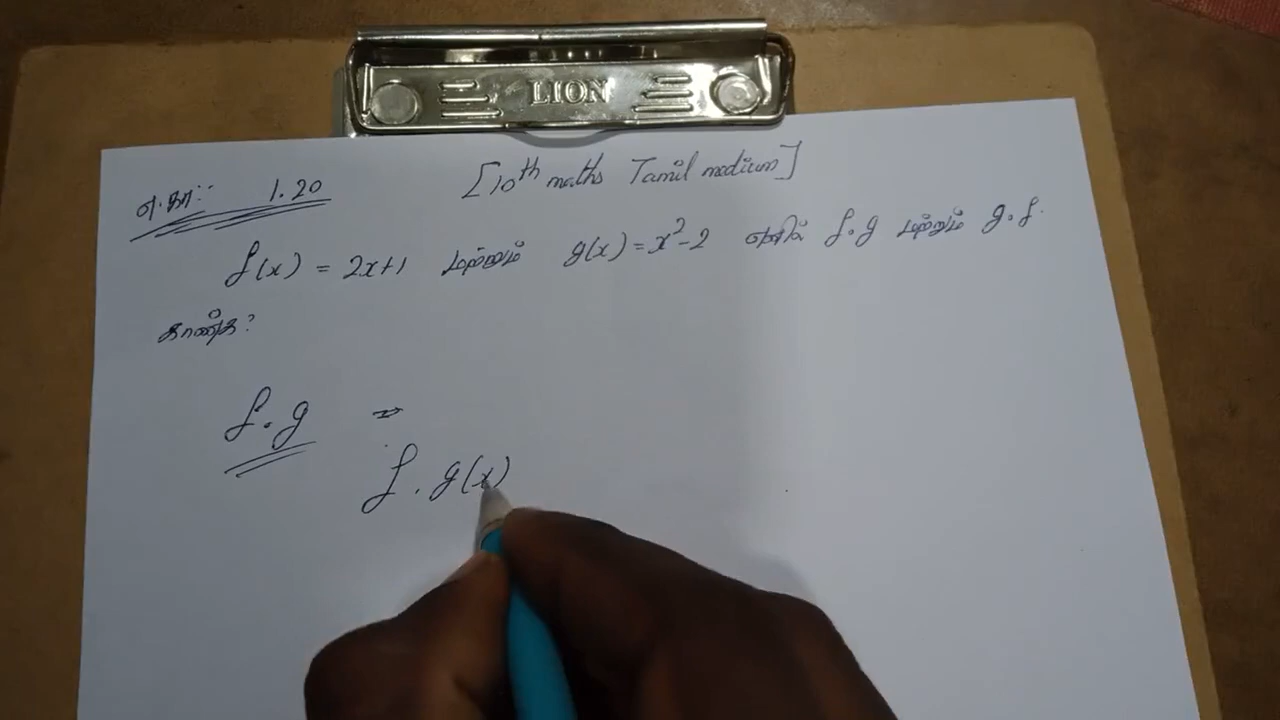 LION
[10th maths Tamil medium]
எ.கா:- 1.20
f(x) = 2x+1 மற்றும் g(x) = x²-2 எனில் f.g மற்றும் g.f.
காண்க?
f.g =
f.g(x)